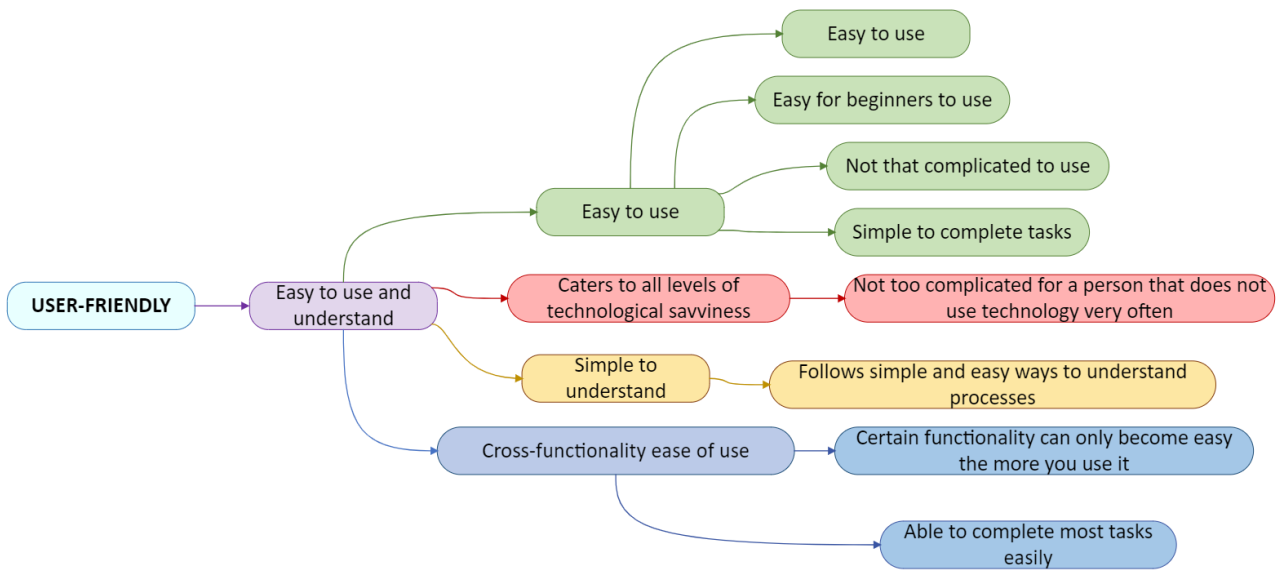 Easy to use
Easy for beginners to use
Not that complicated to use
Easy to use
Simple to complete tasks
USER-FRIENDLY
Easy to use and
understand
Caters to all levels of
technological savviness
Not too complicated for a person that does not
use technology very often
Simple to
understand
Follows simple and easy ways to understand
processes
Cross-functionality ease of use
Certain functionality can only become easy
the more you use it
Able to complete most tasks
easily